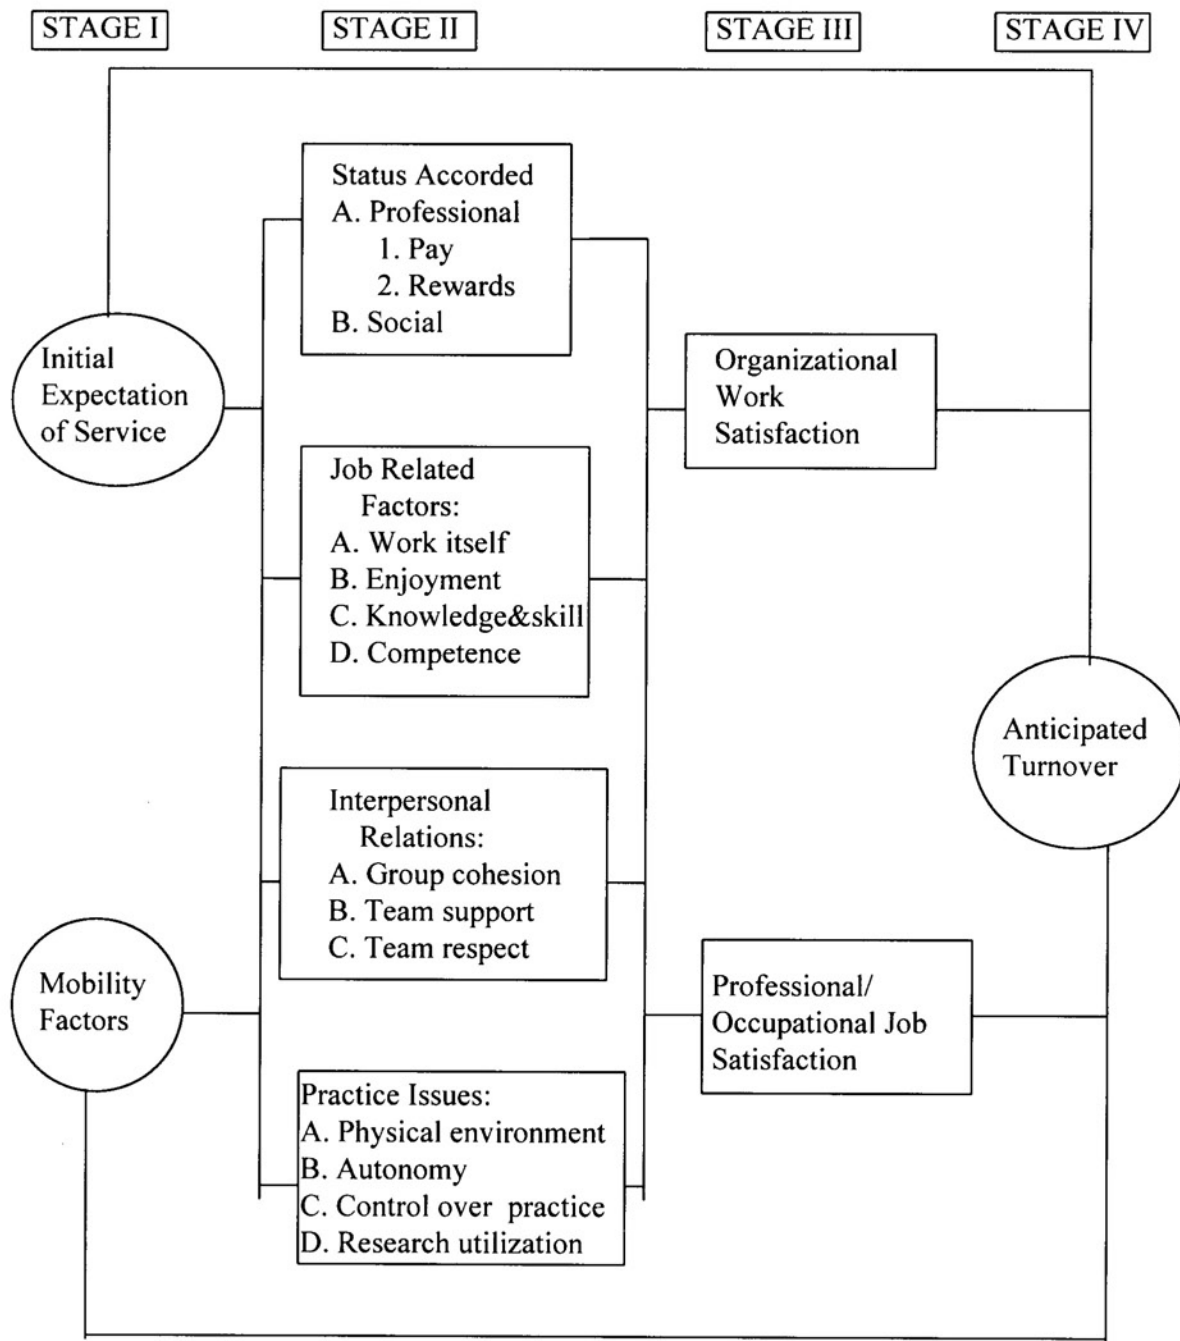 STAGE I
STAGE II
STAGE III
STAGE IV
Initial
Expectation
of Service
Mobility
Factors
Status Accorded
A. Professional
1. Pay
2. Rewards
B. Social
Job Related
Factors:
A. Work itself
B. Enjoyment
C. Knowledge&skill
D. Competence
Interpersonal
Relations:
A. Group cohesion
B. Team support
C. Team respect
Practice Issues:
A. Physical environment
B. Autonomy
C. Control over practice
D. Research utilization
Organizational
Work
Satisfaction
Professional/
Occupational Job
Satisfaction
Anticipated
Turnover